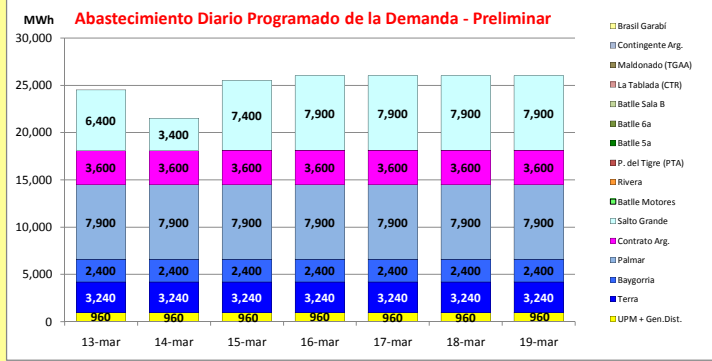 MWh Abastecimiento Diario Programado de la Demanda - Preliminar
30,000
25,000
20,000
15,000
10,000
5,000
0
6,400 3,400 7,400 7,900 7,900 7,900 7,900
3,600 3,600 3,600 3,600 3,600 3,600 3,600
7,900 7,900 7,900 7,900 7,900 7,900 7,900
2,400 2,400 2,400 2,400 2,400 2,400 2,400
3,240 3,240 3,240 3,240 3,240 3,240 3,240
960 960 960 960 960 960 960
13-mar 14-mar 15-mar 16-mar 17-mar 18-mar 19-mar
Brasil Garabí
Contingente Arg.
Maldonado (TGAA)
La Tablada (CTR)
Batlle Sala B
Batlle 6a
Batlle 5a
P. del Tigre (PTA)
Rivera
Batlle Motores
Salto Grande
Contrato Arg.
Palmar
Baygorria
Terra
UPM + Gen.Dist.